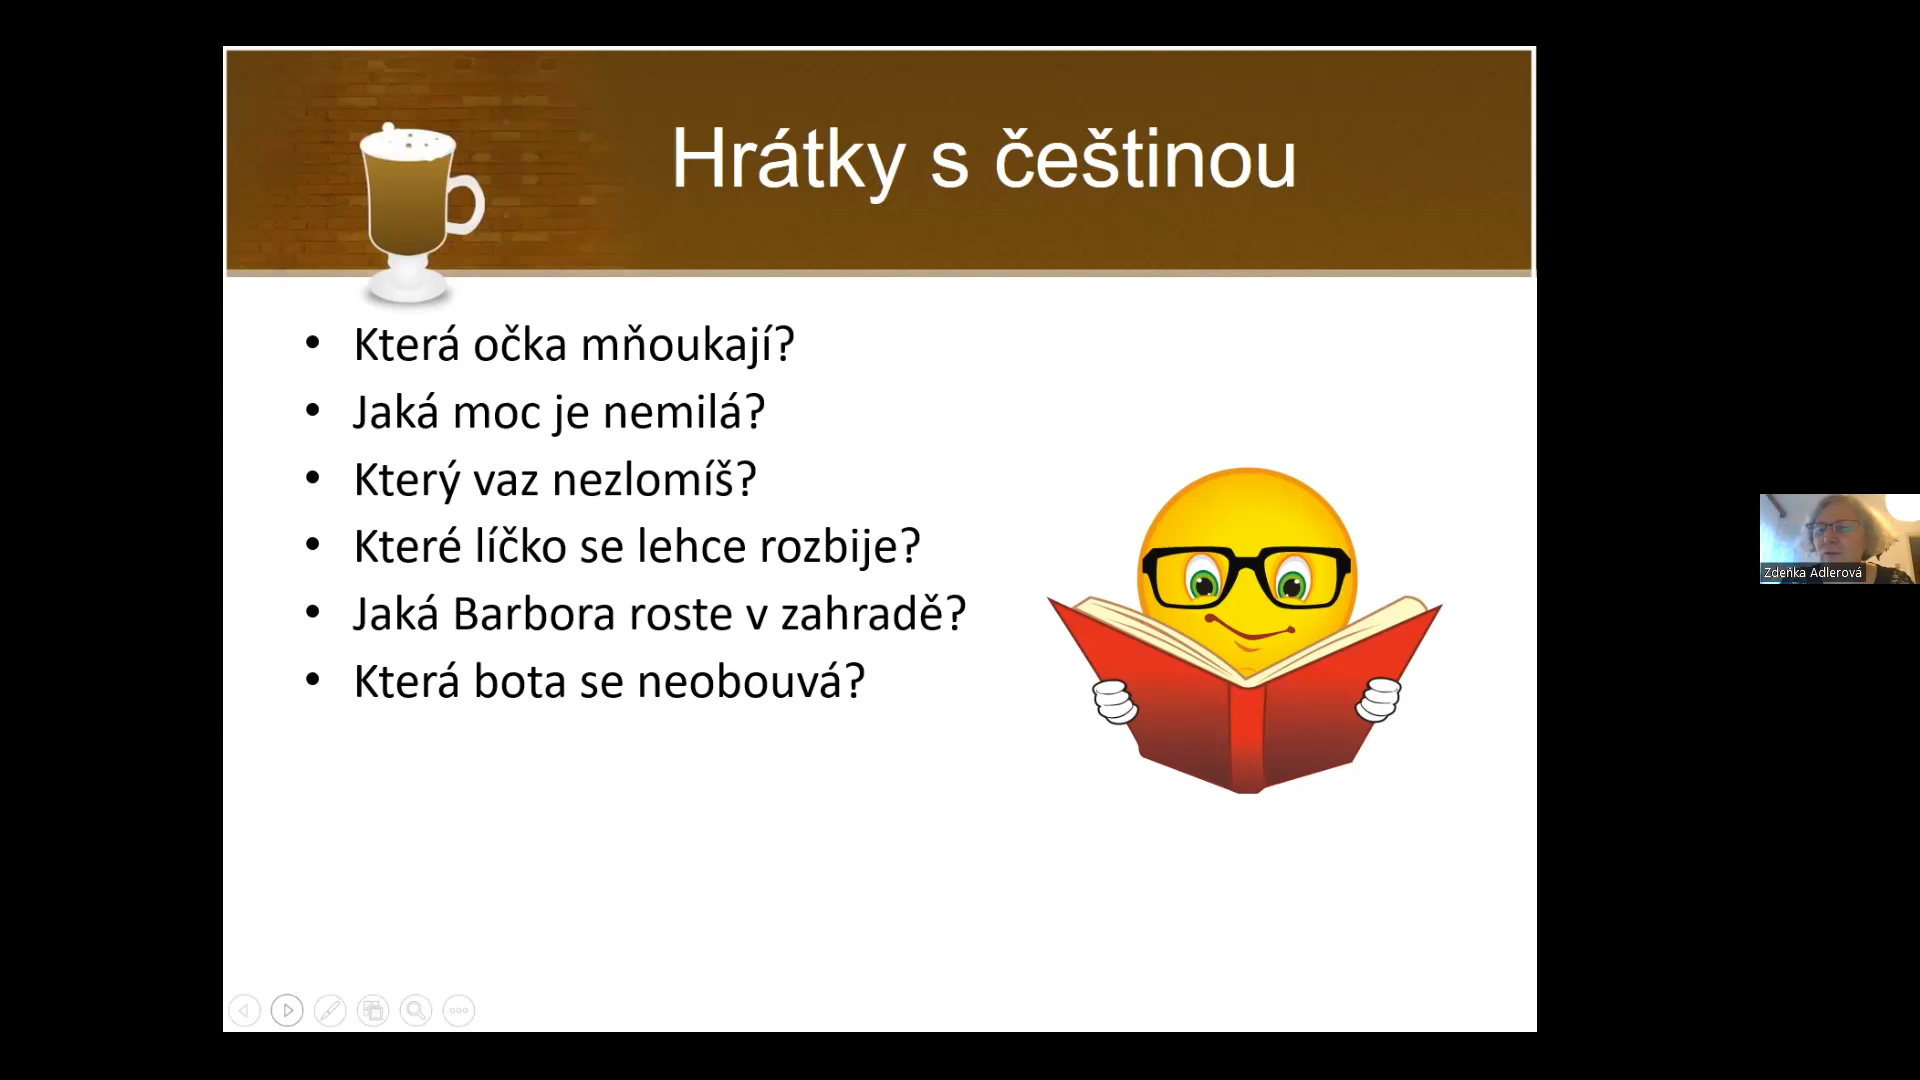 Hrátky s češtinou
• Která očka mňoukají?
• Jaká moc je nemilá?
• Který vaz nezlomíš?
• Které líčko se lehce rozbije?
• Jaká Barbora roste v zahradě?
• Která bota se neobouvá?
Zdeňka Adlerová